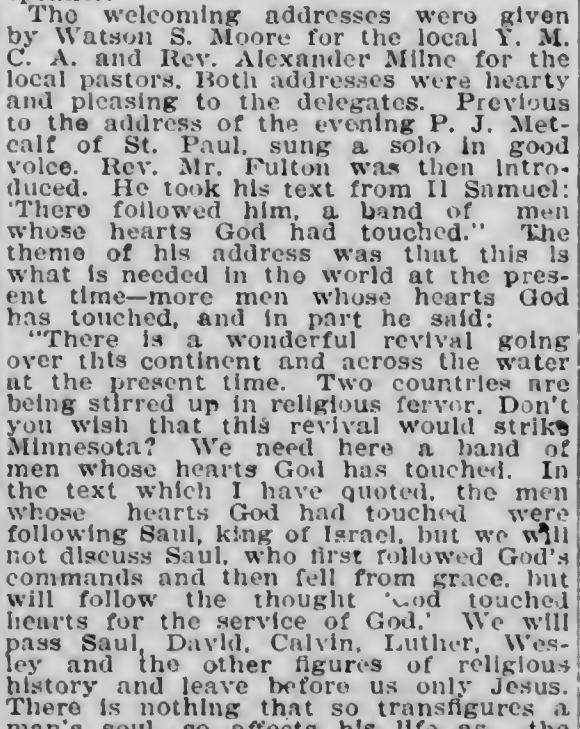 The welcoming addresses were given
by Watson S. Moore for the local Y. M.
C. A. and Rev. Alexander Milne for the
local pastors. Both addresses were hearty
and pleasing to the delegates. Previous
to the address of the evening P. J. Met-
calf of St. Paul, sung a solo in good
voice. Rev. Mr. Fulton was then intro-
duced. He took his text from II Samuel:
'There followed him, a band of men
whose hearts God had touched." The
theme of his address was that this is
what is needed in the world at the pres-
ent time—more men whose hearts God
has touched, and in part he said:
"There is a wonderful revival going
over this continent and across the water
at the present time. Two countries are
being stirred up in religious fervor. Don't
you wish that this revival would strike
Minnesota? We need here a band of
men whose hearts God has touched. In
the text which I have quoted, the men
whose hearts God had touched were
following Saul, king of Israel, but we will
not discuss Saul, who first followed God's
commands and then fell from grace, but
will follow the thought 'God touched
hearts for the service of God.' We will
pass Saul, David, Calvin, Luther, Wes-
ley and the other figures of religious
history and leave before us only Jesus.
There is nothing that so transfigures a
man's soul, so affects his life as the